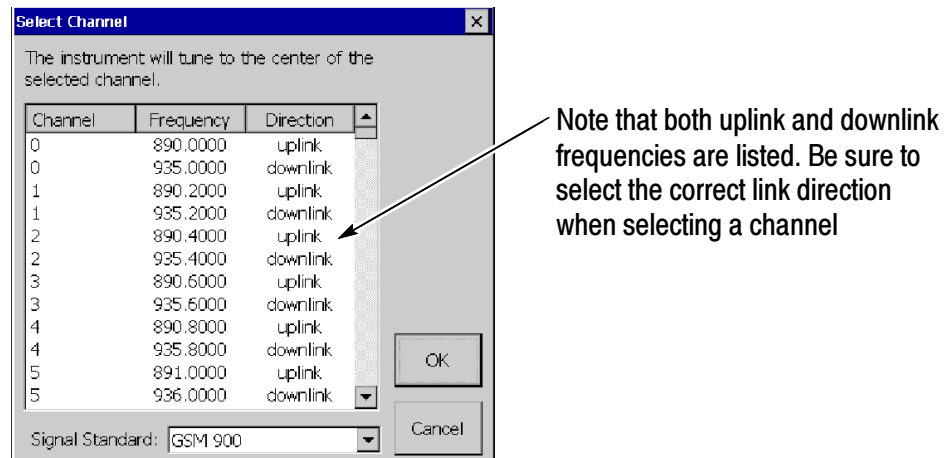 Select Channel
The instrument will tune to the center of the
selected channel.
Channel Frequency Direction
0 890.0000 uplink
0 935.0000 downlink
1 890.2000 uplink
1 935.2000 downlink
2 890.4000 uplink
2 935.4000 downlink
3 890.6000 uplink
3 935.6000 downlink
4 890.8000 uplink
4 935.8000 downlink
5 891.0000 uplink
5 936.0000 downlink
OK
Cancel
Signal Standard: GSM 900
Note that both uplink and downlink
frequencies are listed. Be sure to
select the correct link direction
when selecting a channel